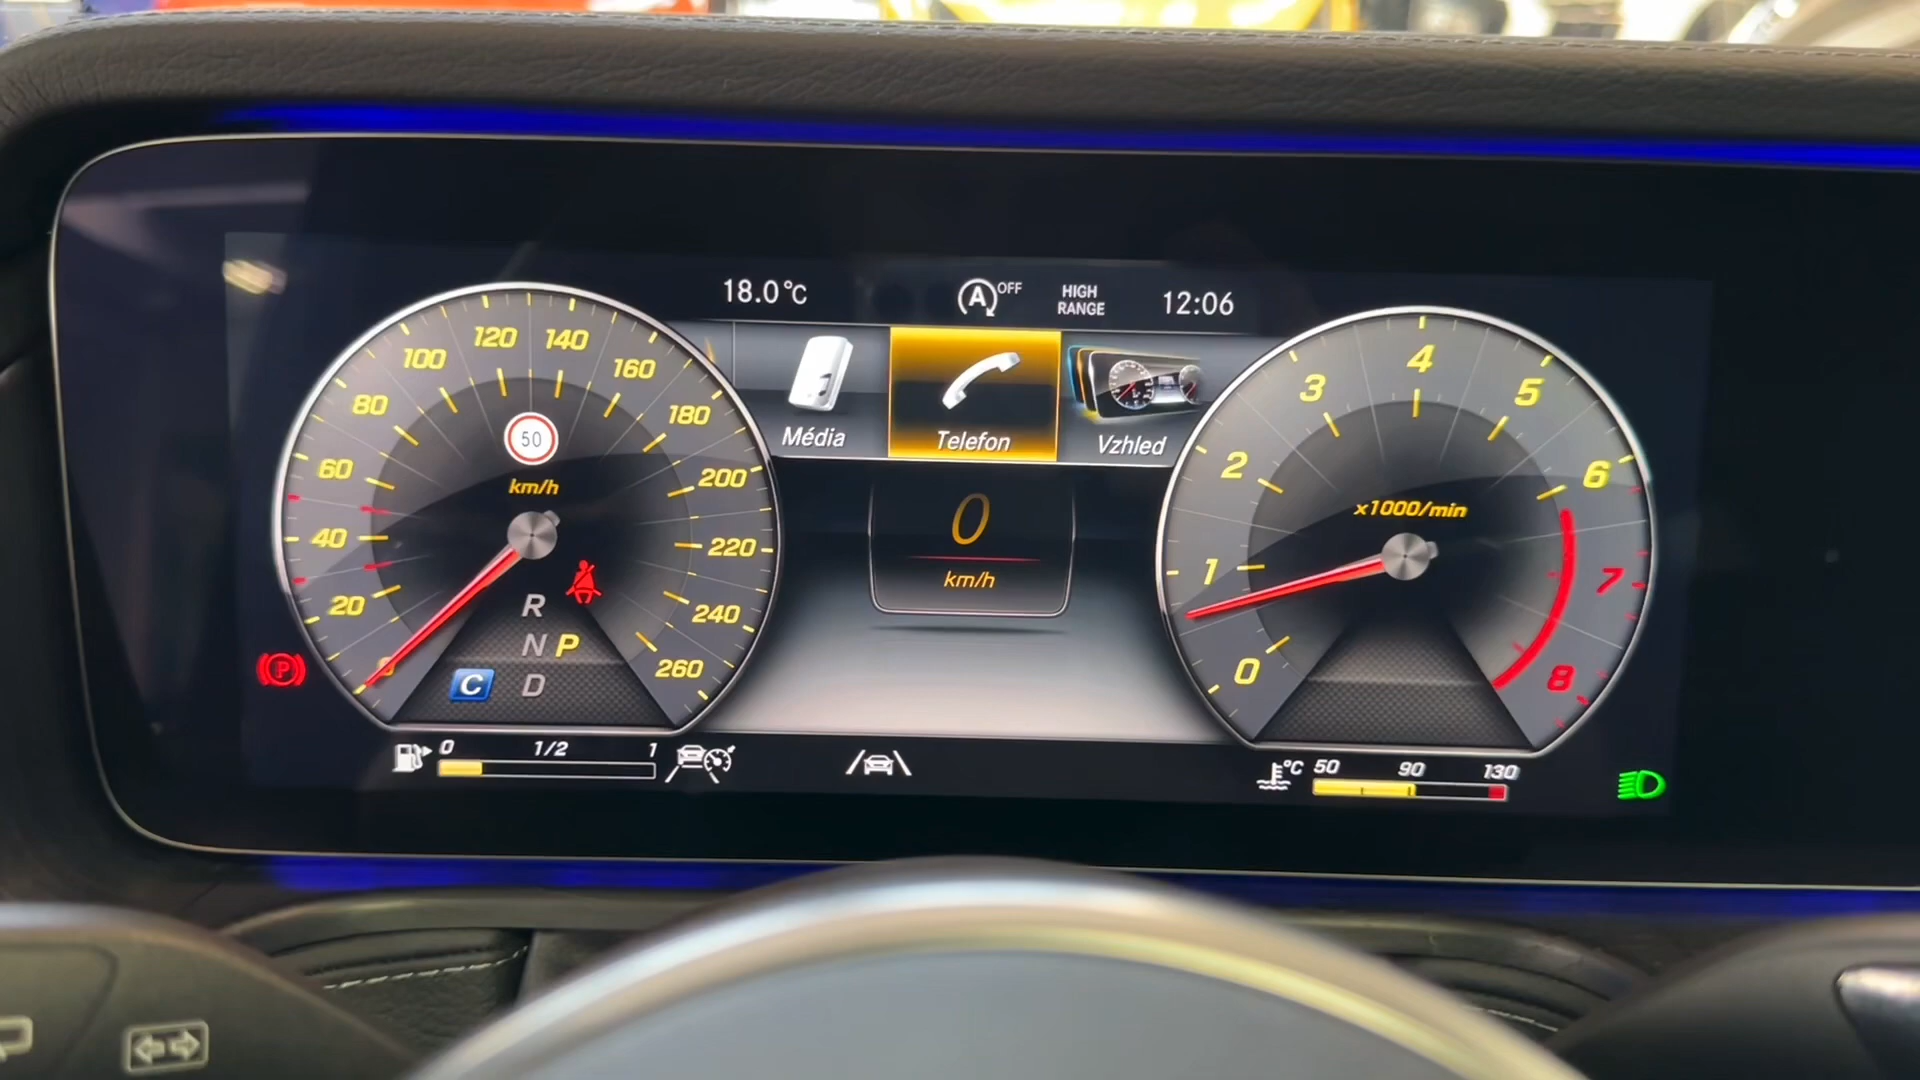 18.0°C
A OFF
HIGH
RANGE
12:06
Média
Telefon
Vzhled
0
20
40
60
80
100
120
140
160
180
200
220
240
260
50
km/h
R
N P
D
C
P
0
km/h
0
1
2
3
4
5
6
7
8
x1000/min
0 1/2 1
°C 50 90 130